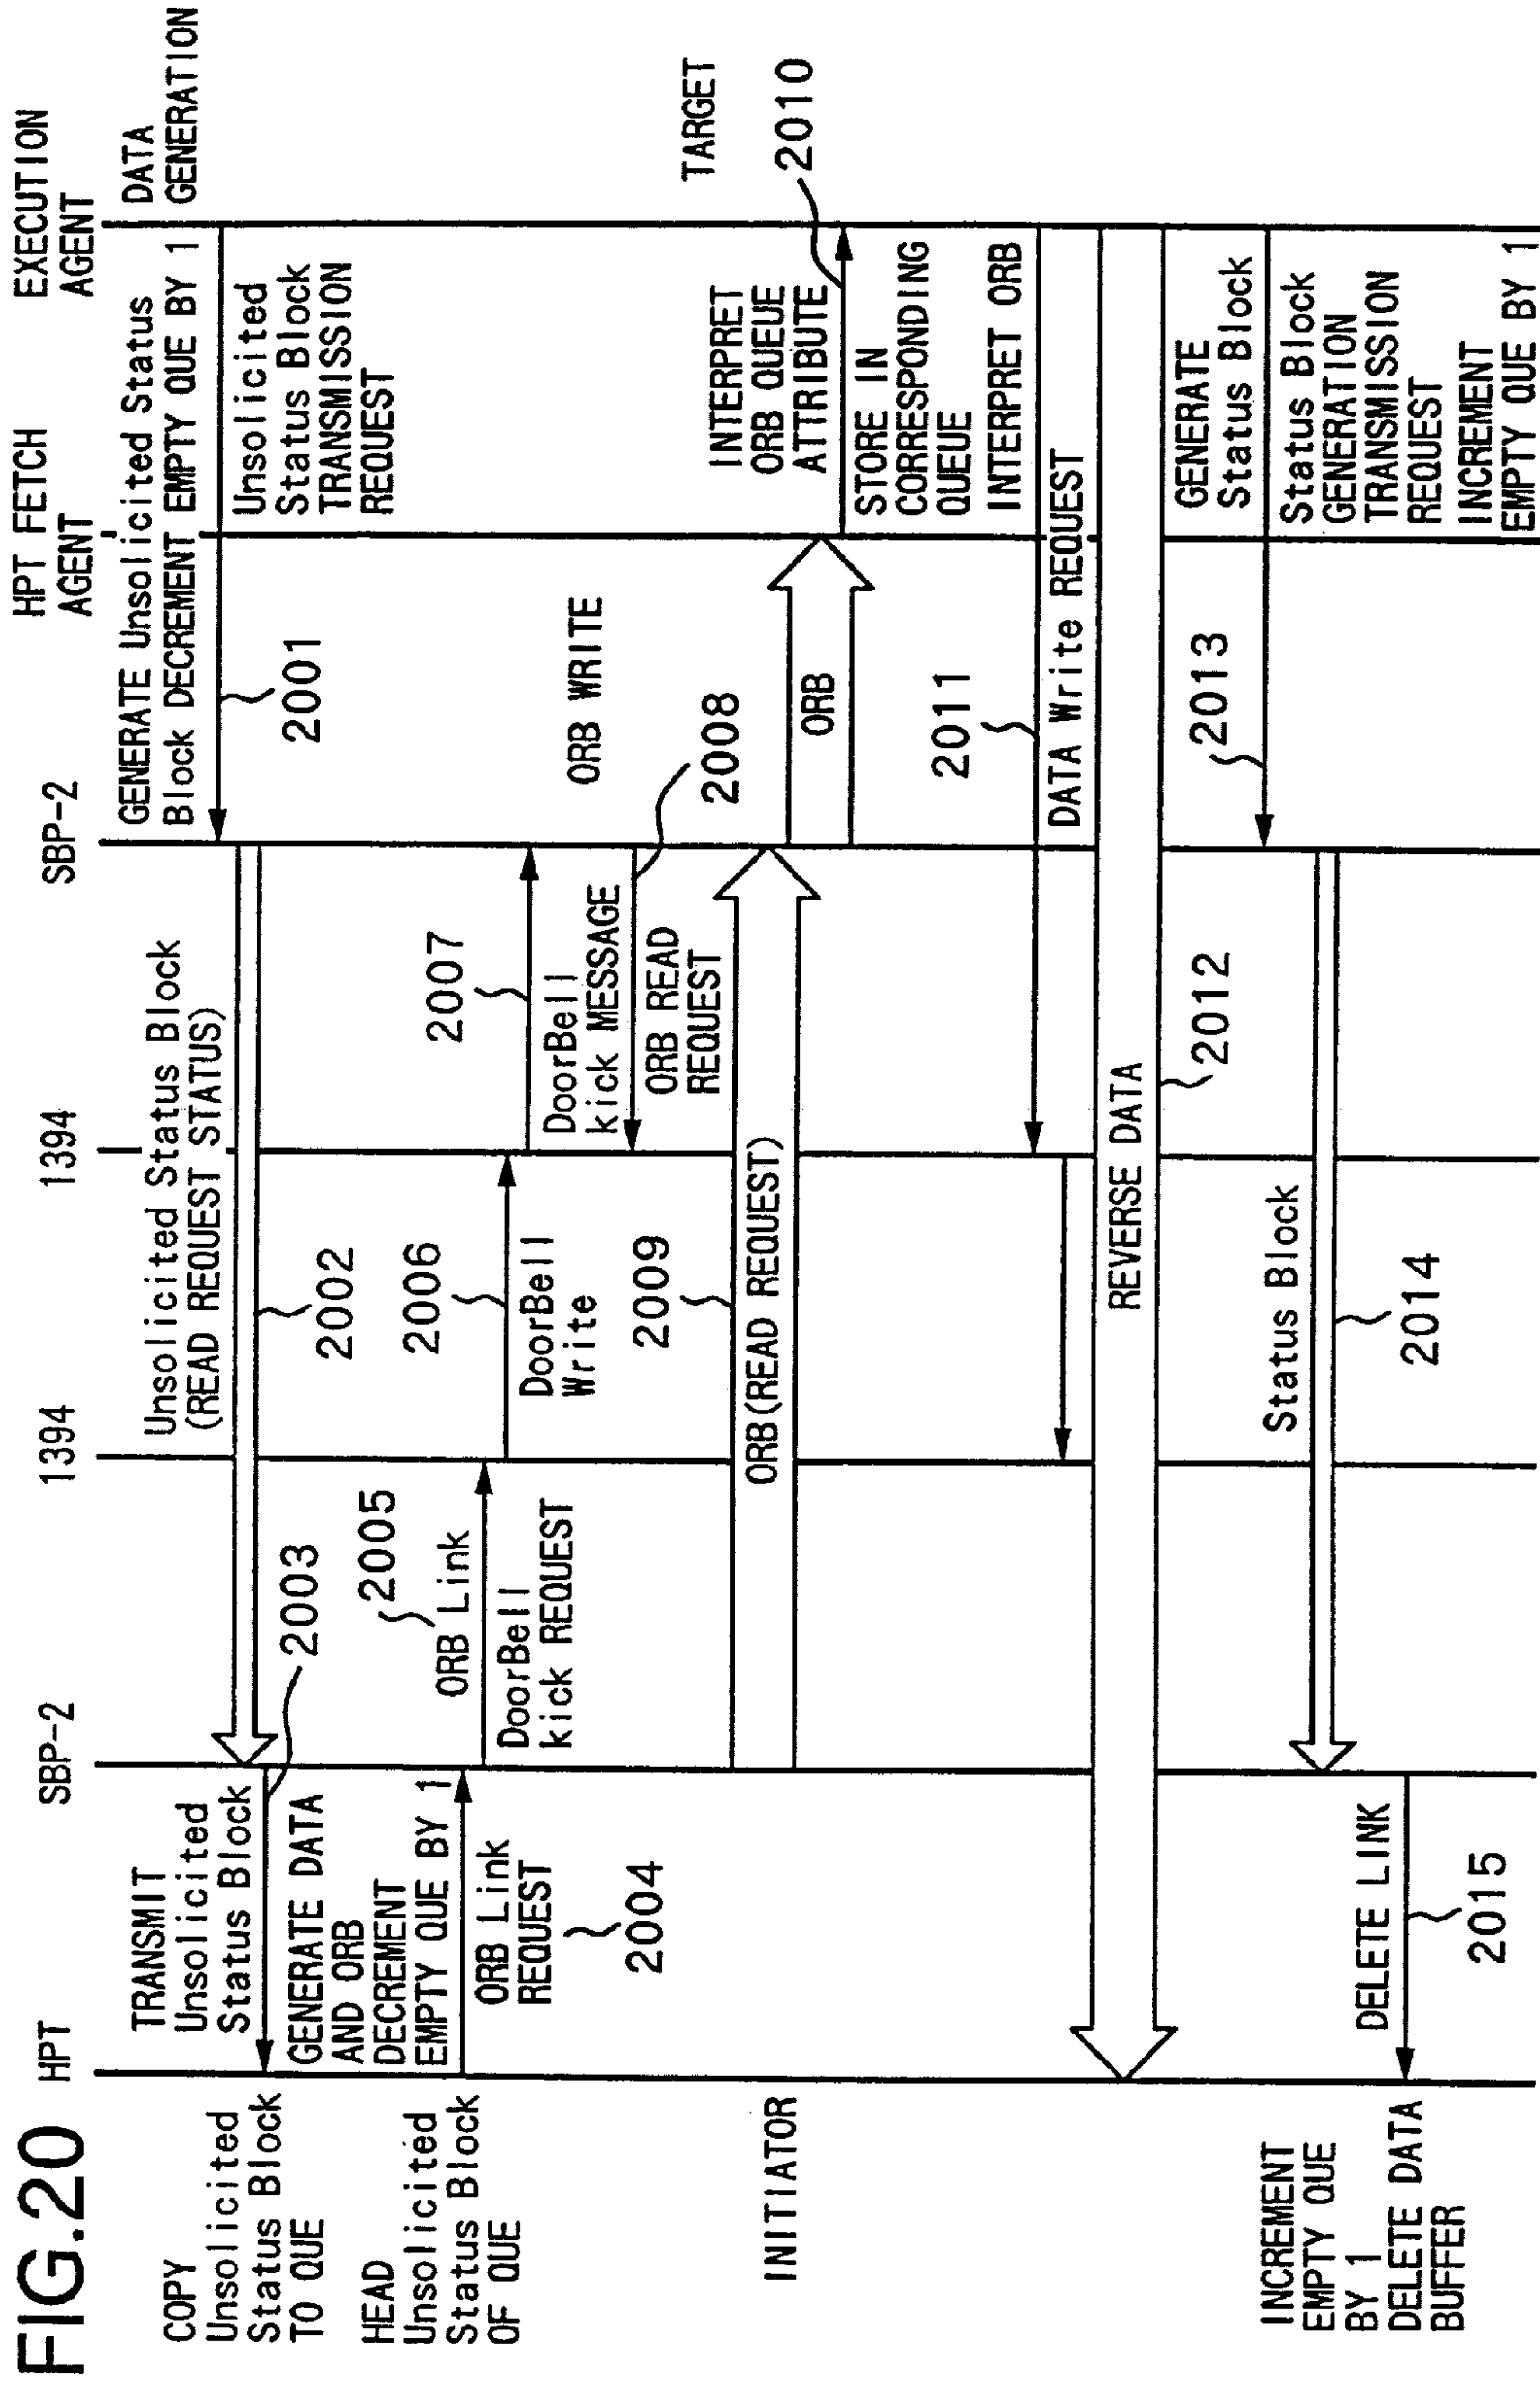 FIG.20
HPT
SBP-2
1394
1394
SBP-2
HPT FETCH
AGENT
EXECUTION
AGENT
COPY
Unsolicited
Status Block
TO QUE
HEAD
Unsolicited
Status Block
OF QUE
INITIATOR
INCREMENT
EMPTY QUE
BY 1
DELETE DATA
BUFFER
TRANSMIT
Unsolicited
Status Block
2003
GENERATE DATA
AND ORB
DECREMENT
EMPTY QUE BY 1
ORB Link
REQUEST
2004
2005
ORB Link
DoorBell
kick REQUEST
Unsolicited Status Block
(READ REQUEST STATUS)
2002
2006
DoorBell
Write
2007
DoorBell
kick MESSAGE
ORB READ
REQUEST
2008
2009
ORB(READ REQUEST)
GENERATE Unsolicited Status
Block DECREMENT EMPTY QUE BY 1
DATA
GENERATION
2001
Unsolicited
Status Block
TRANSMISSION
REQUEST
ORB WRITE
ORB
TARGET
2010
INTERPRET
ORB QUEUE
ATTRIBUTE
STORE IN
CORRESPONDING
QUEUE
INTERPRET ORB
2011
DATA Write REQUEST
REVERSE DATA
2012
GENERATE
Status Block
2013
Status Block
GENERATION
TRANSMISSION
REQUEST
INCREMENT
EMPTY QUE BY 1
Status Block
2014
DELETE LINK
2015